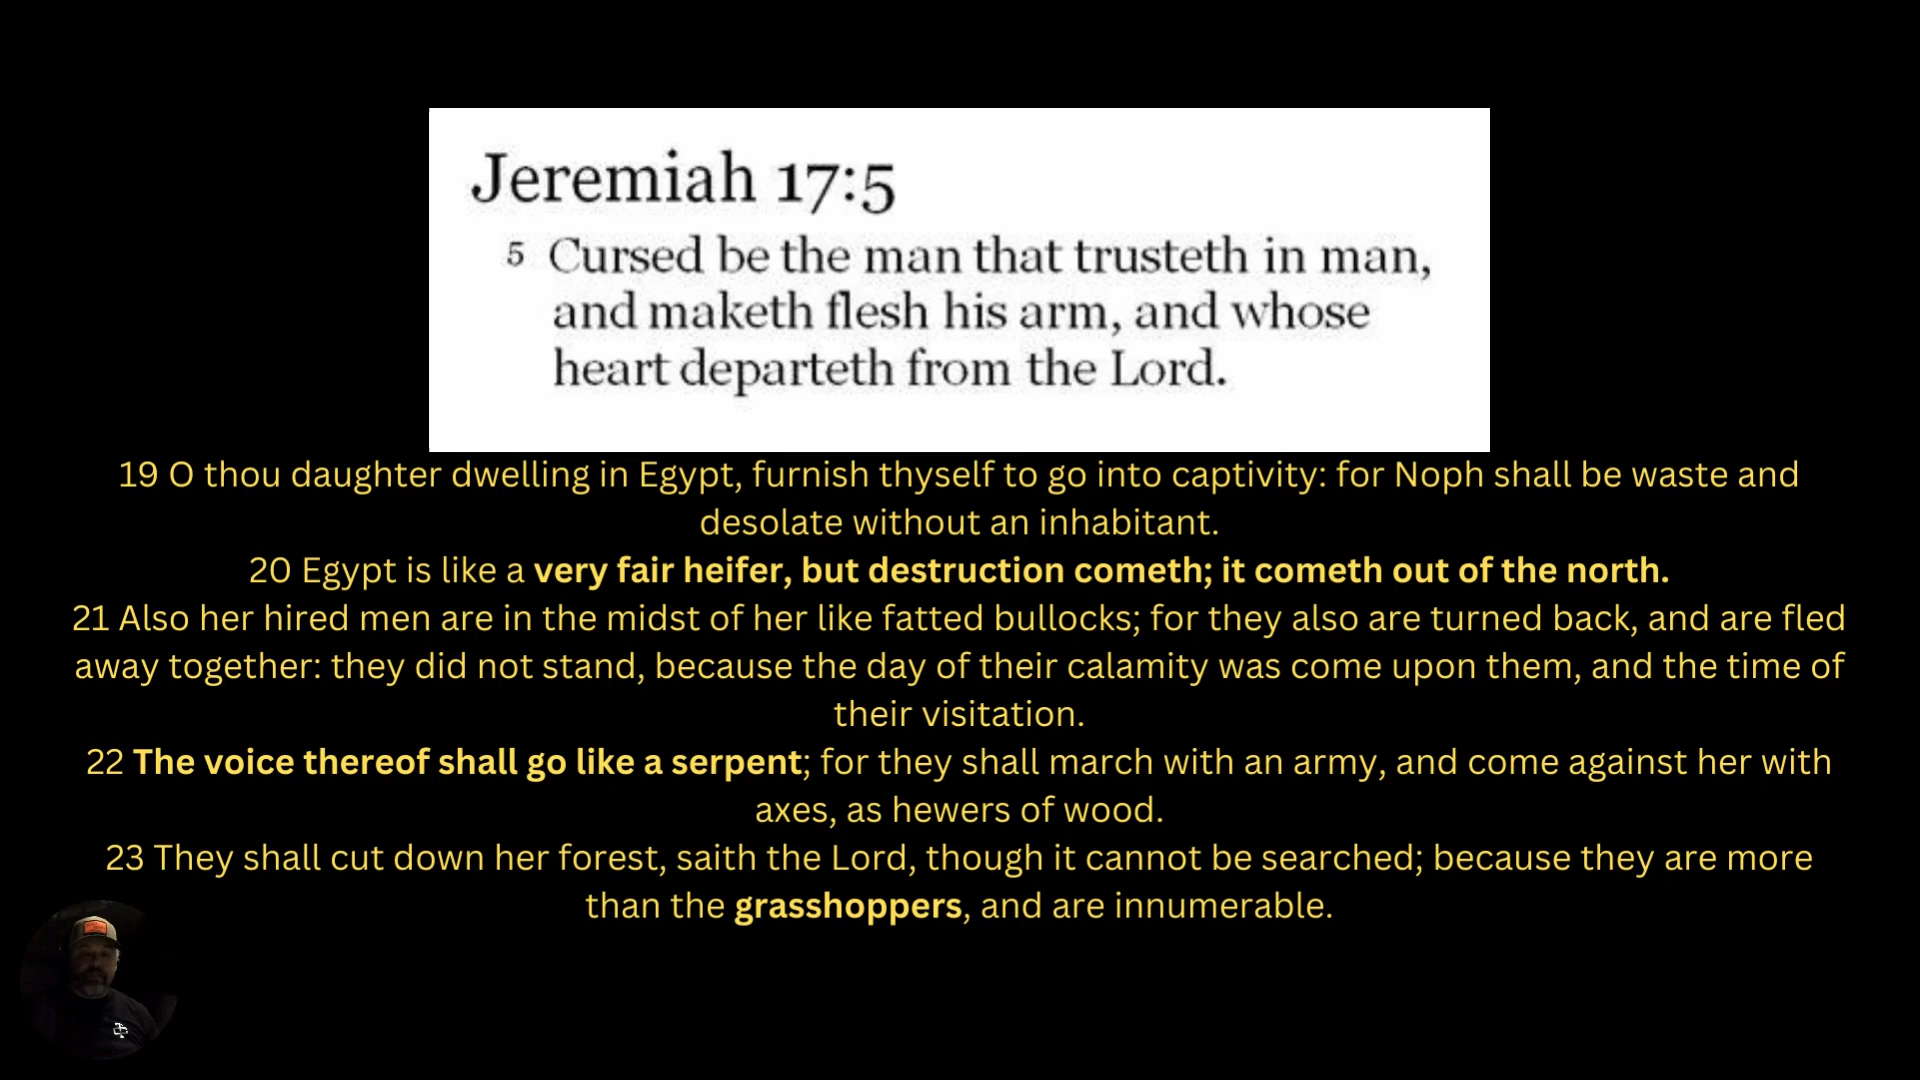 Jeremiah 17:5
5 Cursed be the man that trusteth in man,
and maketh flesh his arm, and whose
heart departeth from the Lord.
19 O thou daughter dwelling in Egypt, furnish thyself to go into captivity: for Noph shall be waste and
desolate without an inhabitant.
20 Egypt is like a very fair heifer, but destruction cometh; it cometh out of the north.
21 Also her hired men are in the midst of her like fatted bullocks; for they also are turned back, and are fled
away together: they did not stand, because the day of their calamity was come upon them, and the time of
their visitation.
22 The voice thereof shall go like a serpent; for they shall march with an army, and come against her with
axes, as hewers of wood.
23 They shall cut down her forest, saith the Lord, though it cannot be searched; because they are more
than the grasshoppers, and are innumerable.